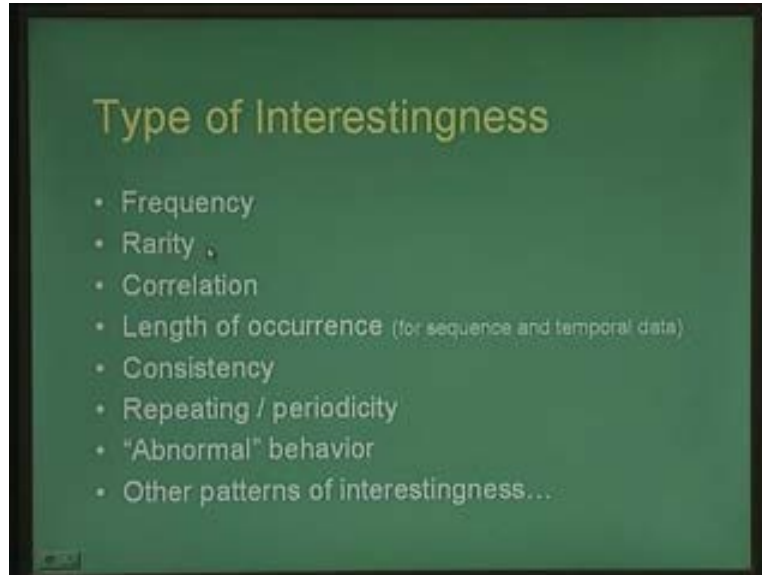 Type of Interestingness
• Frequency
• Rarity
• Correlation
• Length of occurrence (for sequence and temporal data)
• Consistency
• Repeating / periodicity
• “Abnormal” behavior
• Other patterns of interestingness…